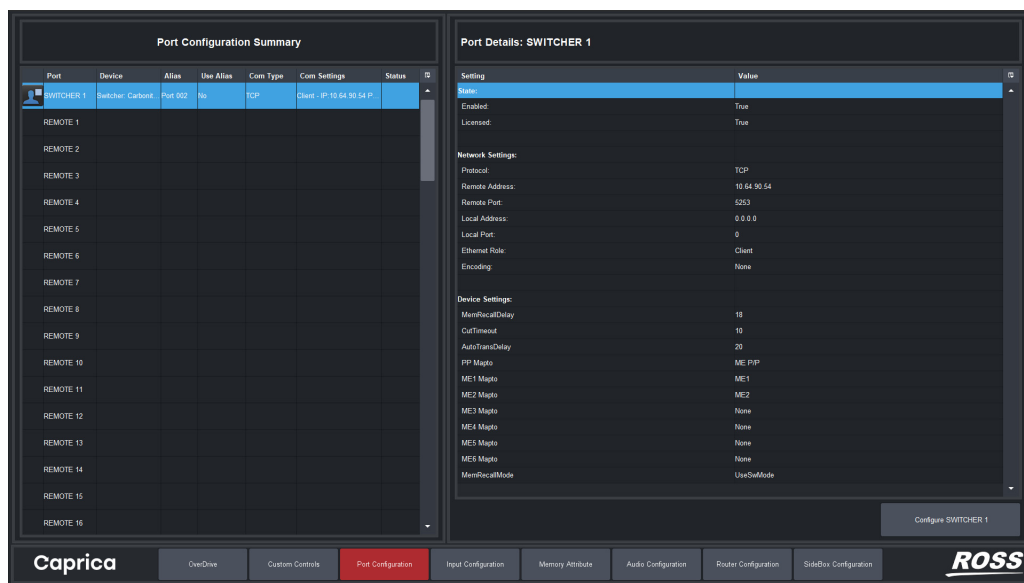 Port Configuration Summary
Port Device Alias Use Alias Com Type Com Settings Status
SWITCHER 1 Switcher: Carbonit... Port 002 No TCP Client - IP:10.64.90.54 P...
REMOTE 1
REMOTE 2
REMOTE 3
REMOTE 4
REMOTE 5
REMOTE 6
REMOTE 7
REMOTE 8
REMOTE 9
REMOTE 10
REMOTE 11
REMOTE 12
REMOTE 13
REMOTE 14
REMOTE 15
REMOTE 16
Port Details: SWITCHER 1
Setting Value
State:
Enabled: True
Licensed: True
Network Settings:
Protocol: TCP
Remote Address: 10.64.90.54
Remote Port: 5253
Local Address: 0.0.0.0
Local Port: 0
Ethernet Role: Client
Encoding: None
Device Settings:
MemRecallDelay 18
CutTimeout 10
AutoTransDelay 20
PP Mapto ME P/P
ME1 Mapto ME1
ME2 Mapto ME2
ME3 Mapto None
ME4 Mapto None
ME5 Mapto None
ME6 Mapto None
MemRecallMode UseSwMode
Configure SWITCHER 1
Caprica OverDrive Custom Controls Port Configuration Input Configuration Memory Attribute Audio Configuration Router Configuration SideBox Configuration ROSS